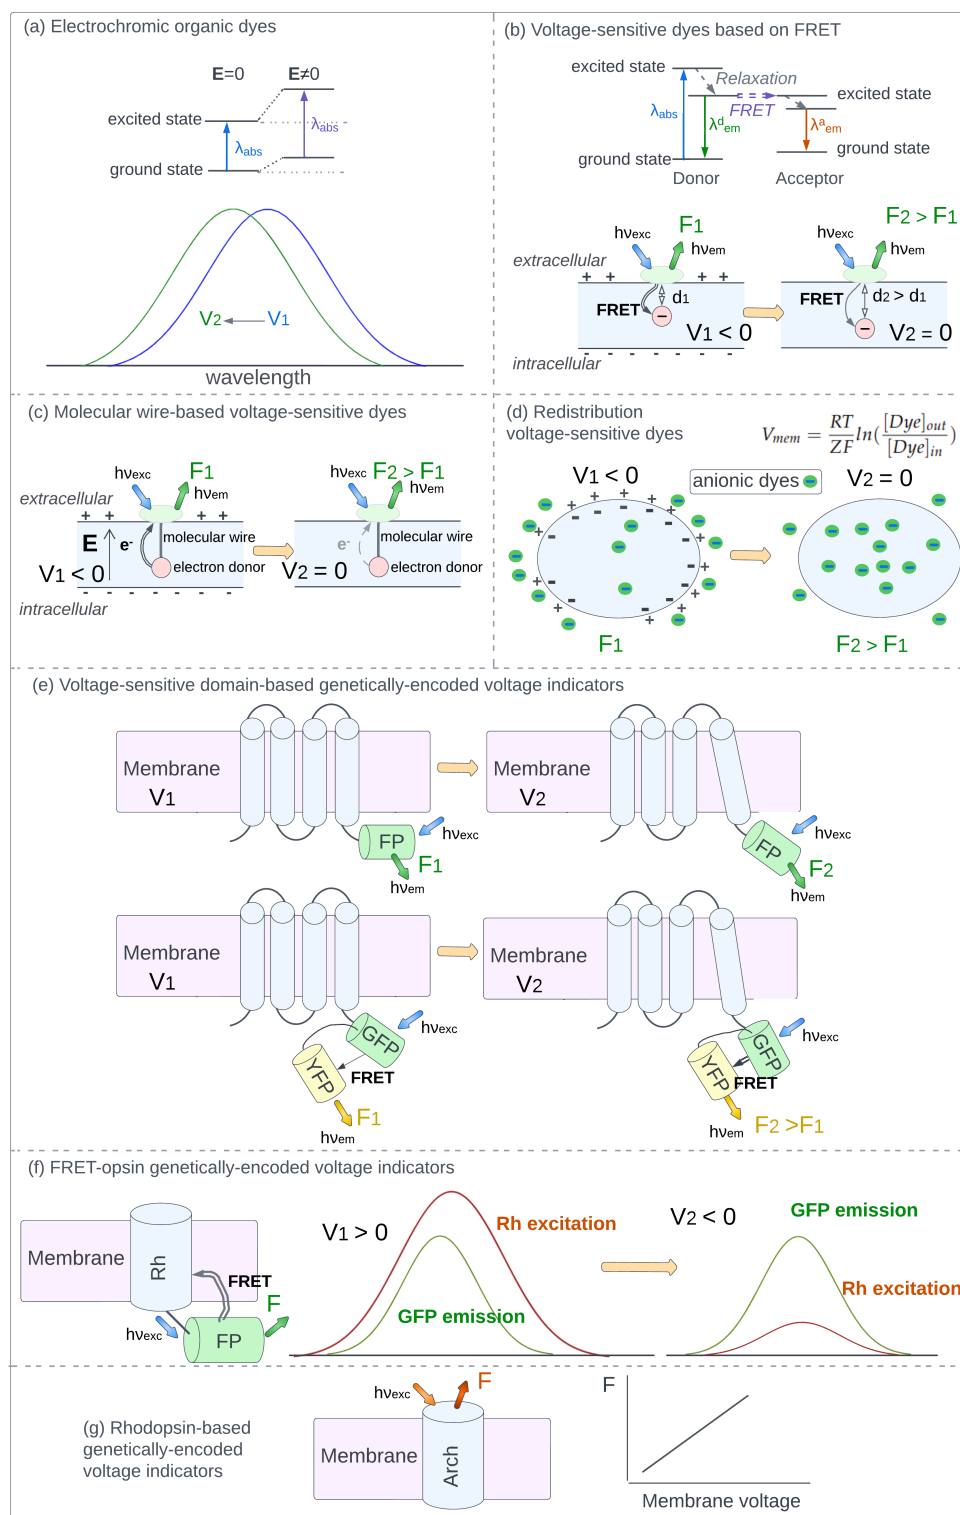 (a) Electrochromic organic dyes
E=0
E≠0
excited state
λabs
λabs
ground state
V2
V1
wavelength
(b) Voltage-sensitive dyes based on FRET
excited state
Relaxation
excited state
FRET
λabs
λdem
λaem
ground state
ground state
Donor
Acceptor
F1
F2 > F1
hνexc
hνem
hνexc
hνem
extracellular
+ +
+ +
FRET
d1
−
V1 < 0
FRET
d2 > d1
−
V2 = 0
intracellular
- - - - - - -
(c) Molecular wire-based voltage-sensitive dyes
hνexc
F1
hνem
hνexc
F2 > F1
hνem
extracellular
+ +
+ +
E
e-
molecular wire
V1 < 0
electron donor
e-
molecular wire
V2 = 0
electron donor
intracellular
- - - - - - -
(d) Redistribution
voltage-sensitive dyes
Vmem = RT/ZF ln([Dye]out/[Dye]in)
V1 < 0
anionic dyes
V2 = 0
F1
F2 > F1
(e) Voltage-sensitive domain-based genetically-encoded voltage indicators
Membrane
V1
FP
hνexc
F1
hνem
Membrane
V2
FP
hνexc
F2
hνem
Membrane
V1
GFP
hνexc
YFP
FRET
F1
hνem
Membrane
V2
GFP
hνexc
YFP
FRET
F2 >F1
hνem
(f) FRET-opsin genetically-encoded voltage indicators
Membrane
Rh
FRET
hνexc
FP
F
V1 > 0
Rh excitation
GFP emission
V2 < 0
GFP emission
Rh excitation
(g) Rhodopsin-based
genetically-encoded
voltage indicators
hνexc
F
Membrane
Arch
F
Membrane voltage